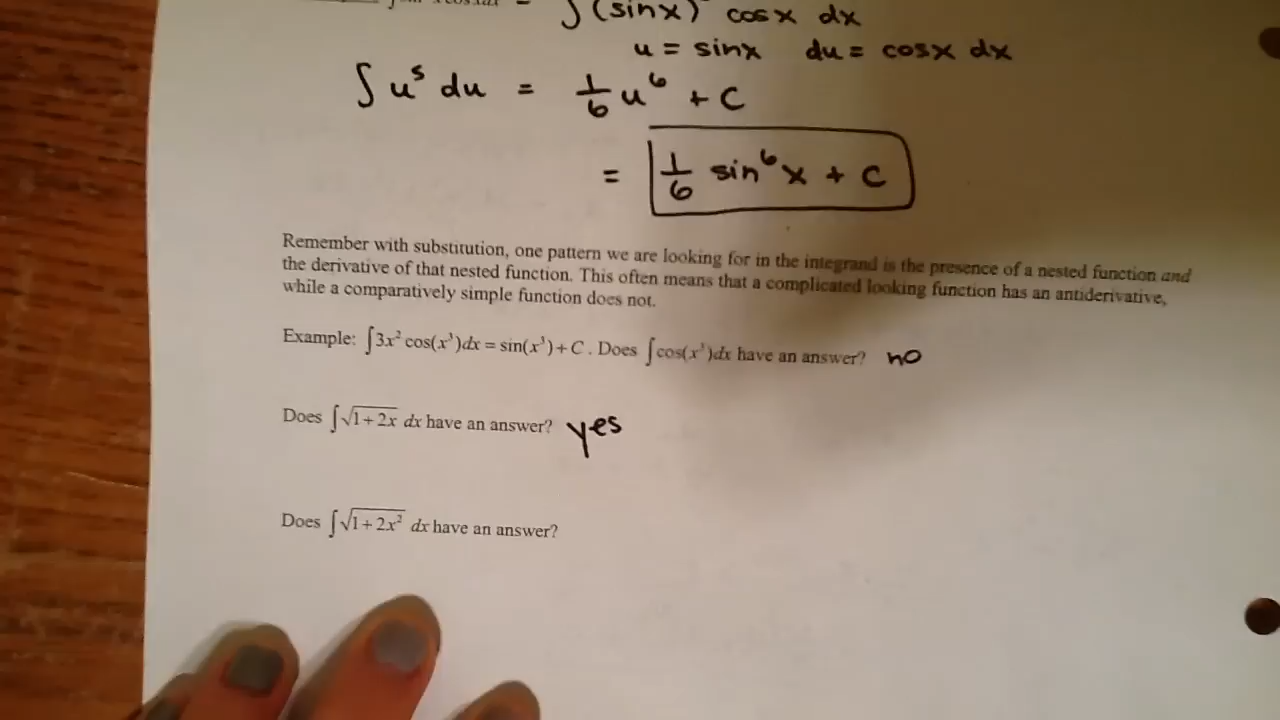 ∫(sinx) cosx dx
u = sinx du = cosx dx
∫u⁵ du = 1/6 u⁶ + C
= 1/6 sin⁶x + C
Remember with substitution, one pattern we are looking for in the integrand is the presence of a nested function and
the derivative of that nested function. This often means that a complicated looking function has an antiderivative,
while a comparatively simple function does not.
Example: ∫3x² cos(x³)dx = sin(x³)+C. Does ∫cos(x³)dx have an answer? no
Does ∫√(1+2x) dx have an answer? yes
Does ∫√(1+2x²) dx have an answer?